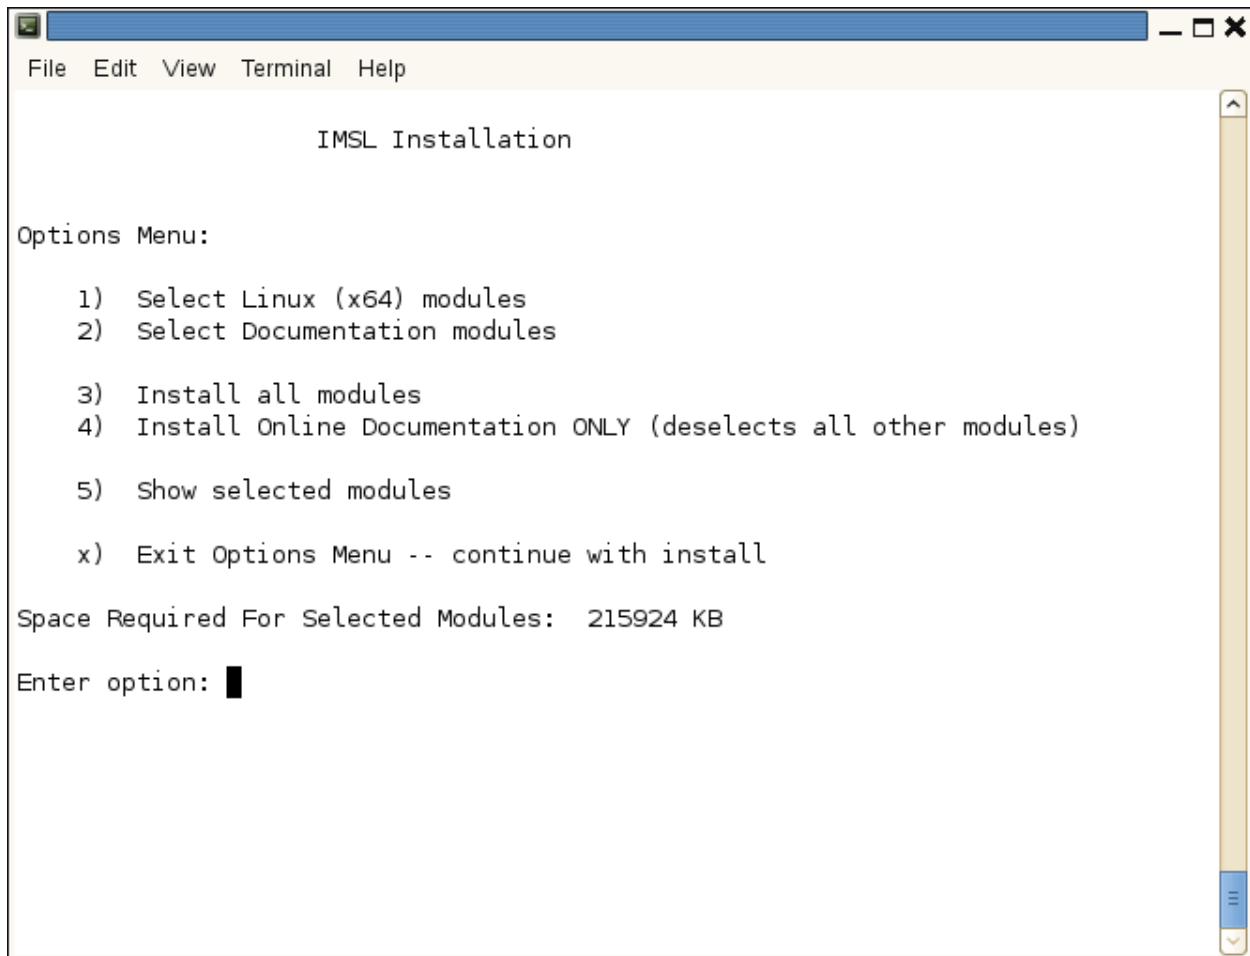 File Edit View Terminal Help
IMSL Installation
Options Menu:
1) Select Linux (x64) modules
2) Select Documentation modules
3) Install all modules
4) Install Online Documentation ONLY (deselects all other modules)
5) Show selected modules
x) Exit Options Menu -- continue with install
Space Required For Selected Modules: 215924 KB
Enter option: